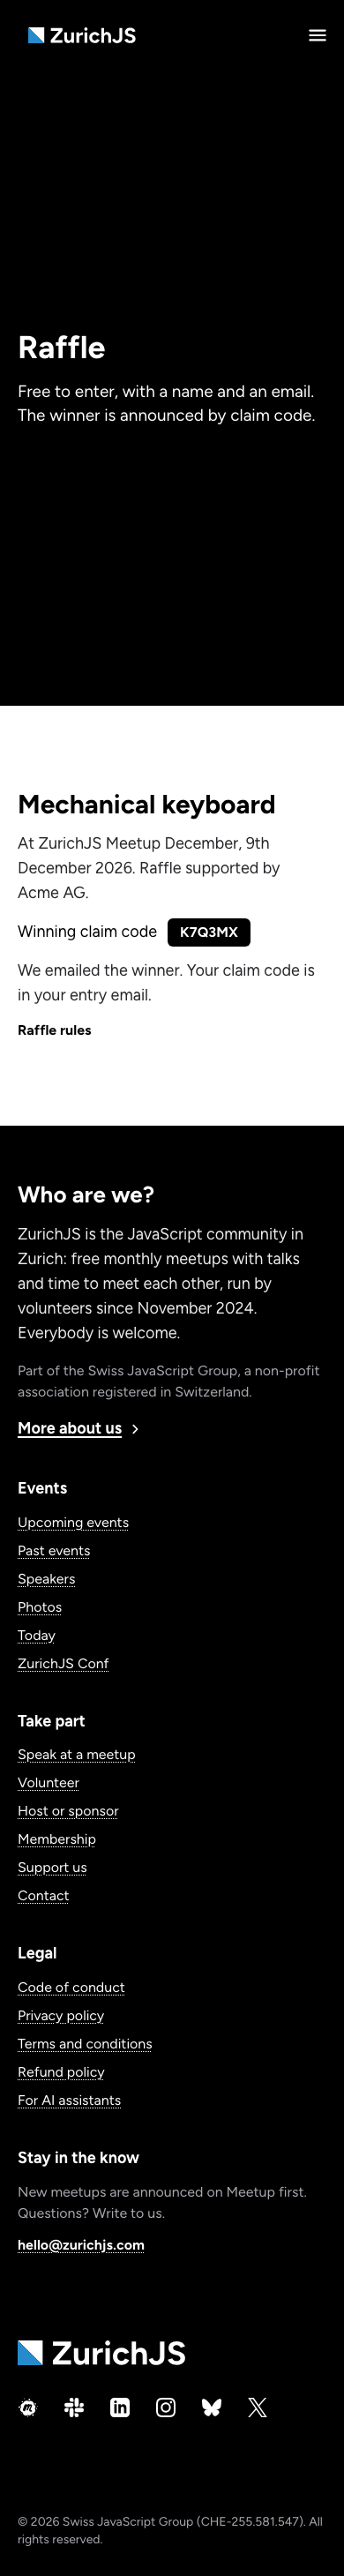 ZurichJS
Raffle
Free to enter, with a name and an email.
The winner is announced by claim code.
Mechanical keyboard
At ZurichJS Meetup December, 9th
December 2026. Raffle supported by
Acme AG.
Winning claim code K7Q3MX
We emailed the winner. Your claim code is
in your entry email.
Raffle rules
Who are we?
ZurichJS is the JavaScript community in
Zurich: free monthly meetups with talks
and time to meet each other, run by
volunteers since November 2024.
Everybody is welcome.
Part of the Swiss JavaScript Group, a non-profit
association registered in Switzerland.
More about us
Events
Upcoming events
Past events
Speakers
Photos
Today
ZurichJS Conf
Take part
Speak at a meetup
Volunteer
Host or sponsor
Membership
Support us
Contact
Legal
Code of conduct
Privacy policy
Terms and conditions
Refund policy
For AI assistants
Stay in the know
New meetups are announced on Meetup first.
Questions? Write to us.
hello@zurichjs.com
ZurichJS
© 2026 Swiss JavaScript Group (CHE-255.581.547). All
rights reserved.